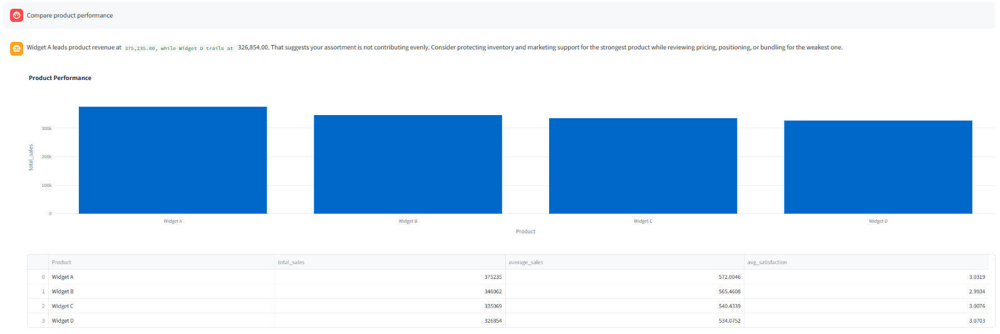 Compare product performance
Widget A leads product revenue at 375,235.00, while Widget D trails at 326,854.00. That suggests your assortment is not contributing evenly. Consider protecting inventory and marketing support for the strongest product while reviewing pricing, positioning, or bundling for the weakest one.
Product Performance
300k
200k
100k
0
total_sales
Widget A Widget B Widget C Widget D
Product
Product total_sales average_sales avg_satisfaction
0 Widget A 375235 572.0046 3.0319
1 Widget B 346062 565.4608 2.9934
2 Widget C 335069 540.4339 3.0076
3 Widget D 326854 534.0752 3.0703